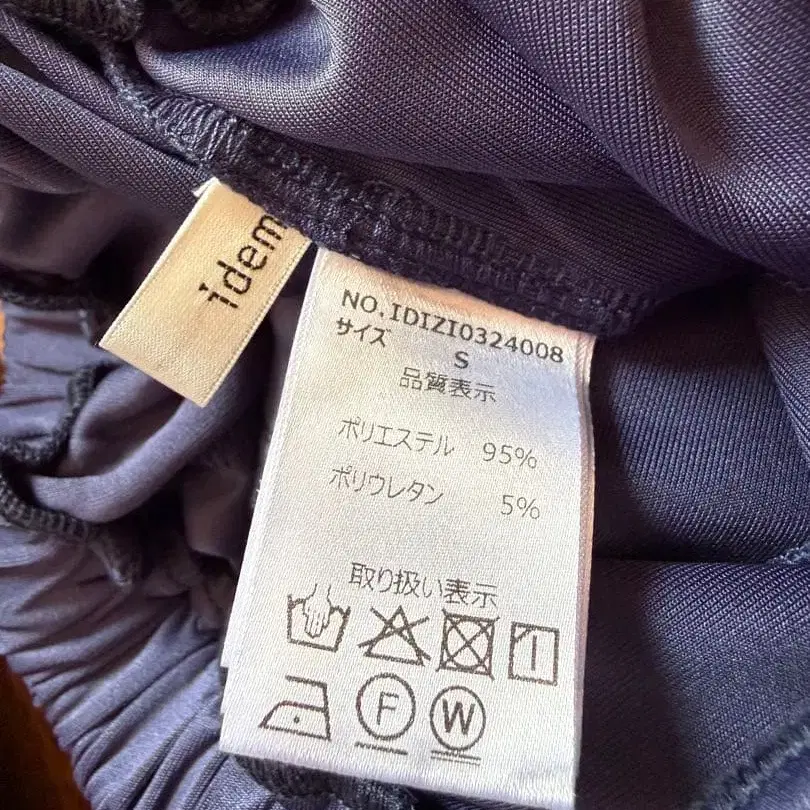 idem
NO.IDIZI0324008
サイズ
S
品質表示
ポリエステル 95%
ポリウレタン 5%
取り扱い表示
F W